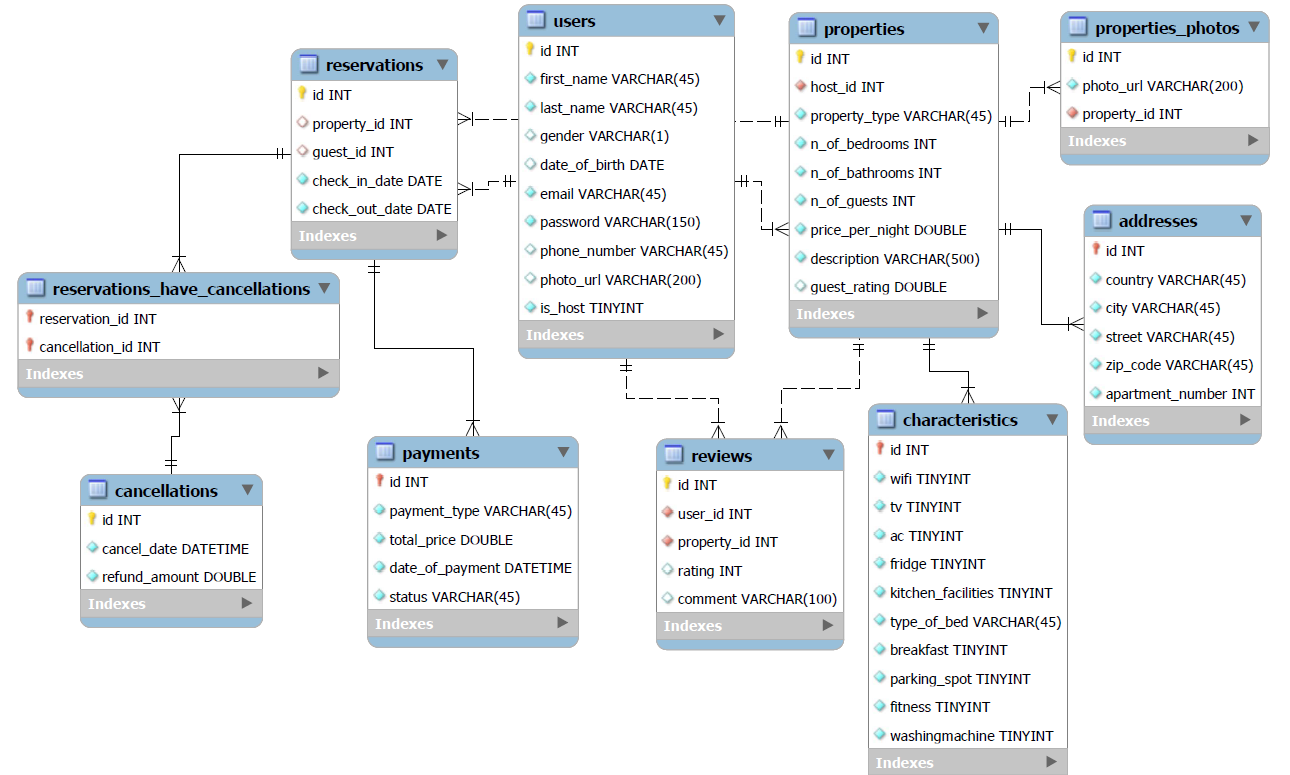 reservations
id INT
property_id INT
guest_id INT
check_in_date DATE
check_out_date DATE
Indexes
users
id INT
first_name VARCHAR(45)
last_name VARCHAR(45)
gender VARCHAR(1)
date_of_birth DATE
email VARCHAR(45)
password VARCHAR(150)
phone_number VARCHAR(45)
photo_url VARCHAR(200)
is_host TINYINT
Indexes
properties
id INT
host_id INT
property_type VARCHAR(45)
n_of_bedrooms INT
n_of_bathrooms INT
n_of_guests INT
price_per_night DOUBLE
description VARCHAR(500)
guest_rating DOUBLE
Indexes
properties_photos
id INT
photo_url VARCHAR(200)
property_id INT
Indexes
addresses
id INT
country VARCHAR(45)
city VARCHAR(45)
street VARCHAR(45)
zip_code VARCHAR(45)
apartment_number INT
Indexes
reservations_have_cancellations
reservation_id INT
cancellation_id INT
Indexes
cancellations
id INT
cancel_date DATETIME
refund_amount DOUBLE
Indexes
payments
id INT
payment_type VARCHAR(45)
total_price DOUBLE
date_of_payment DATETIME
status VARCHAR(45)
Indexes
reviews
id INT
user_id INT
property_id INT
rating INT
comment VARCHAR(100)
Indexes
characteristics
id INT
wifi TINYINT
tv TINYINT
ac TINYINT
fridge TINYINT
kitchen_facilities TINYINT
type_of_bed VARCHAR(45)
breakfast TINYINT
parking_spot TINYINT
fitness TINYINT
washingmachine TINYINT
Indexes